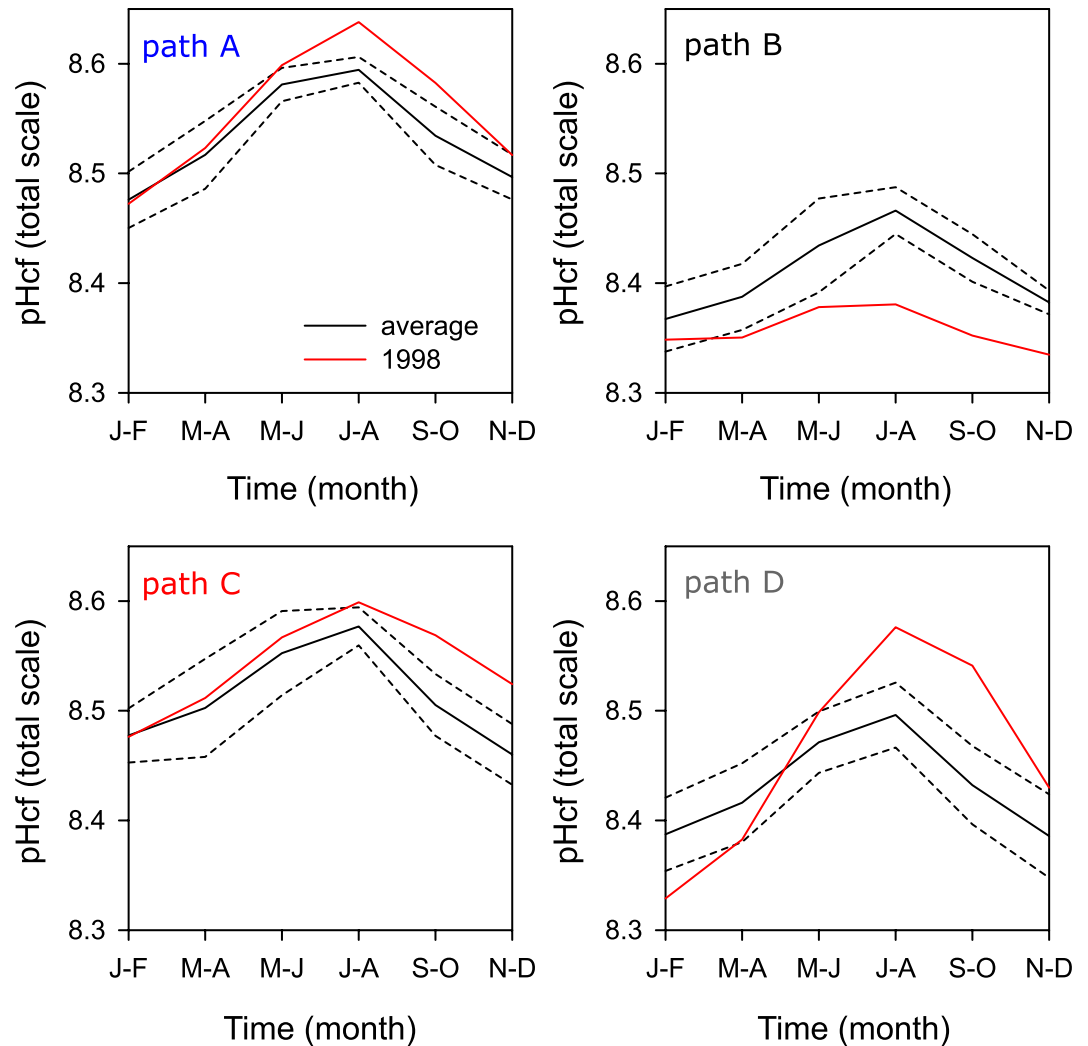 path A
8.6
8.5
8.4
8.3
pHcf (total scale)
average
1998
J-F M-A M-J J-A S-O N-D
Time (month)
path B
8.6
8.5
8.4
8.3
pHcf (total scale)
J-F M-A M-J J-A S-O N-D
Time (month)
path C
8.6
8.5
8.4
8.3
pHcf (total scale)
J-F M-A M-J J-A S-O N-D
Time (month)
path D
8.6
8.5
8.4
8.3
pHcf (total scale)
J-F M-A M-J J-A S-O N-D
Time (month)